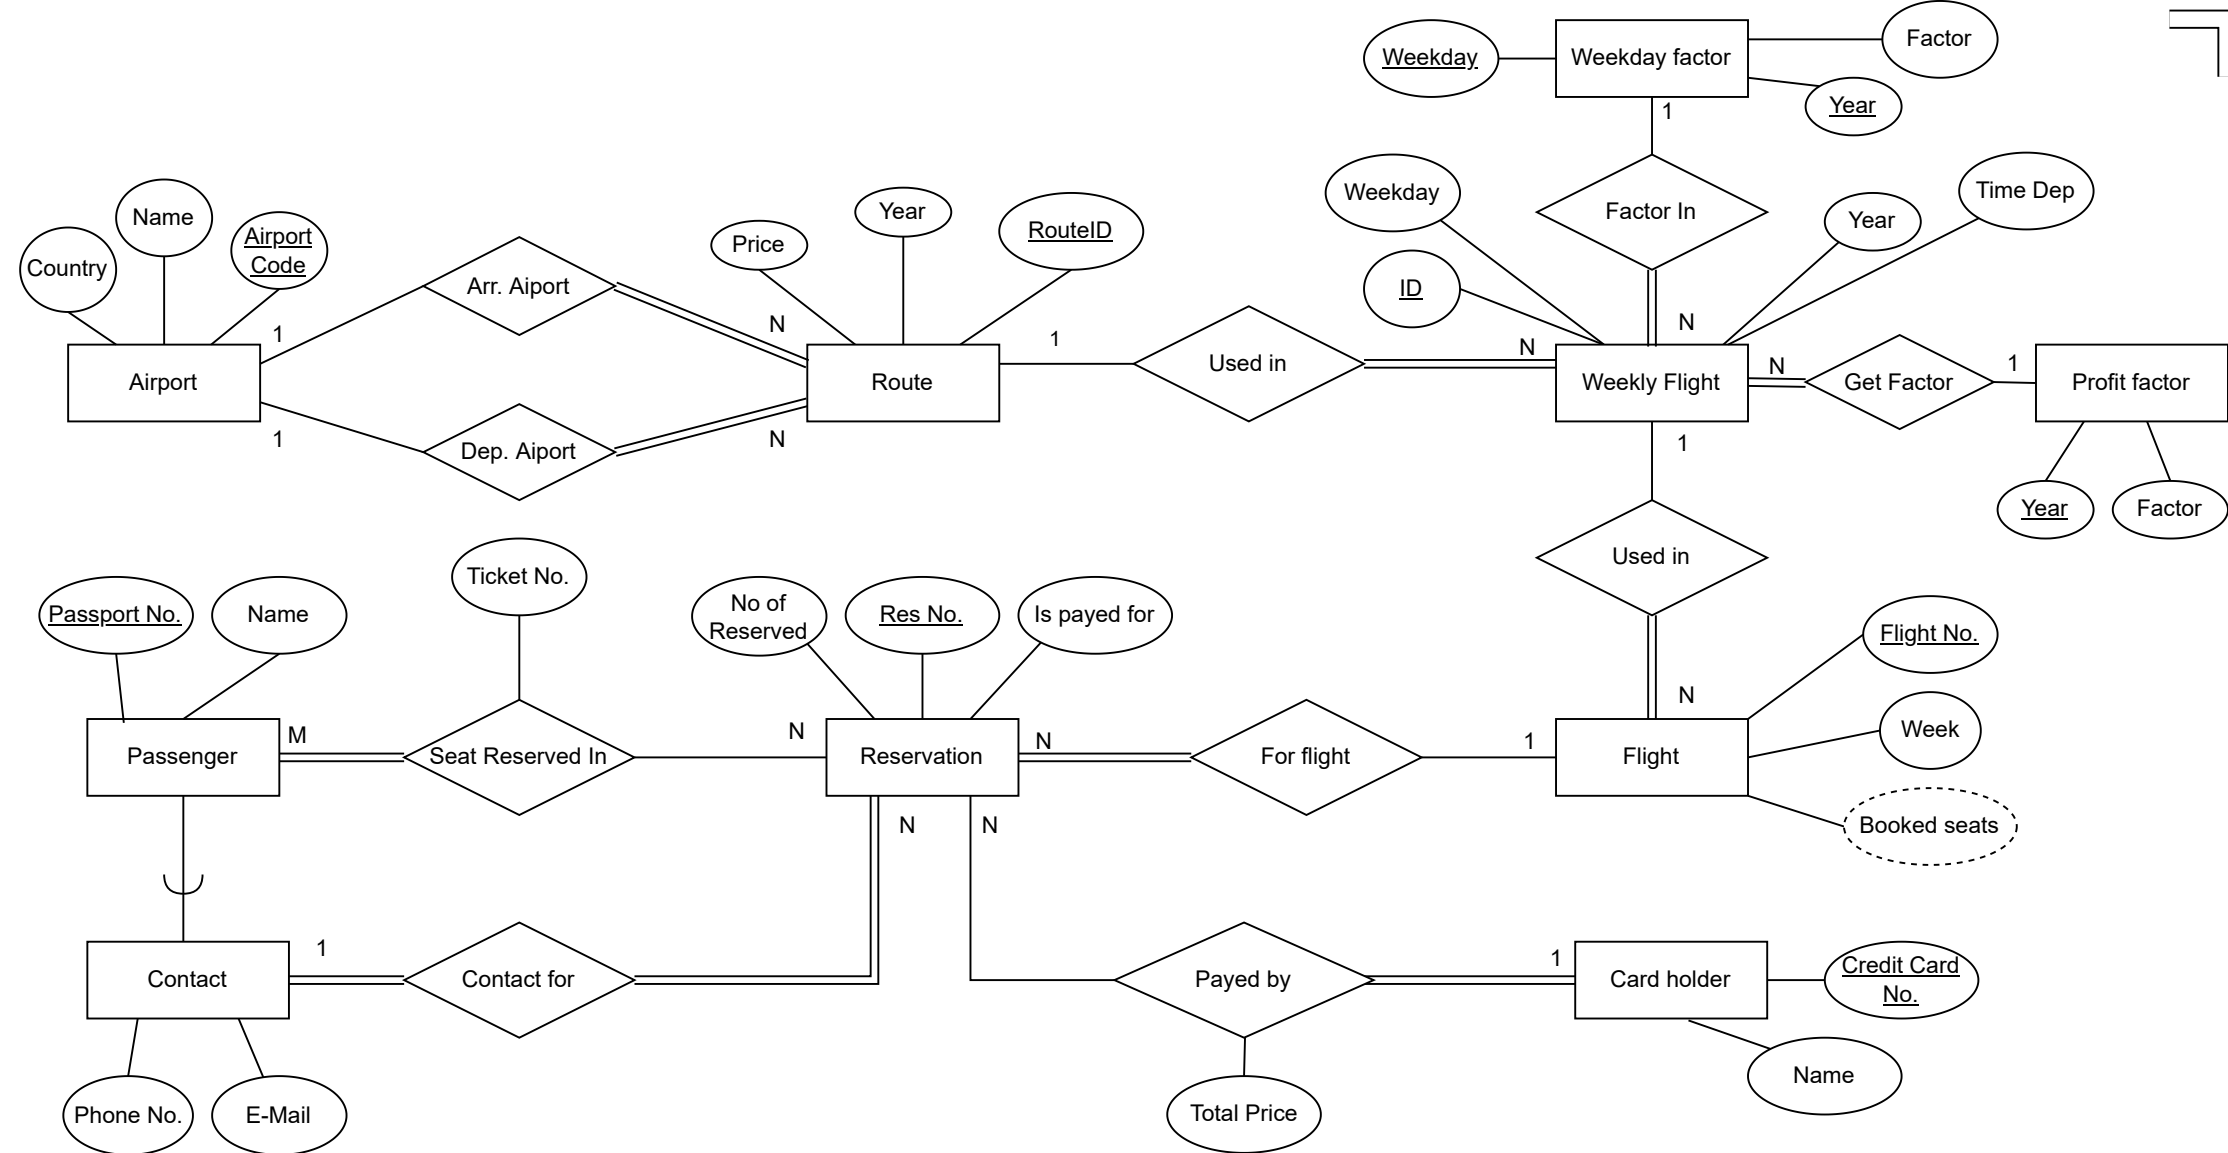 Weekday
Weekday factor
Factor
Year
1
Factor In
Weekday
ID
Year
Time Dep
N
Country
Name
Airport
Code
Airport
1
1
Arr. Aiport
Dep. Aiport
N
N
Price
Year
RouteID
Route
1
Used in
N
Weekly Flight
N
Get Factor
1
Profit factor
Year
Factor
1
Used in
N
Passport No.
Name
Passenger
M
Ticket No.
Seat Reserved In
N
No of
Reserved
Res No.
Is payed for
Reservation
N
For flight
1
Flight
Flight No.
Week
Booked seats
N
N
Contact
1
Contact for
Phone No.
E-Mail
Payed by
Total Price
1
Card holder
Credit Card
No.
Name